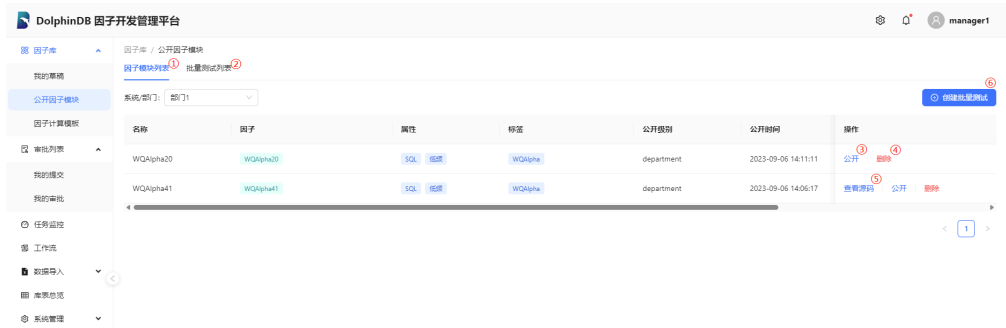 DolphinDB 因子开发管理平台
manager1
因子库
我的草稿
公开因子模块
因子计算模板
审批列表
我的提交
我的审批
任务监控
工作流
数据导入
库表总览
系统管理
因子库 / 公开因子模块
因子模块列表① 批量测试列表②
系统/部门: 部门1
⑥
创建批量测试
名称 因子 属性 标签 公开级别 公开时间 操作
WQAlpha20 WQAlpha20 SQL 低频 WQAlpha department 2023-09-06 14:11:11 公开③ 删除④
WQAlpha41 WQAlpha41 SQL 低频 WQAlpha department 2023-09-06 14:06:17 查看源码⑤ 公开 删除
< 1 >